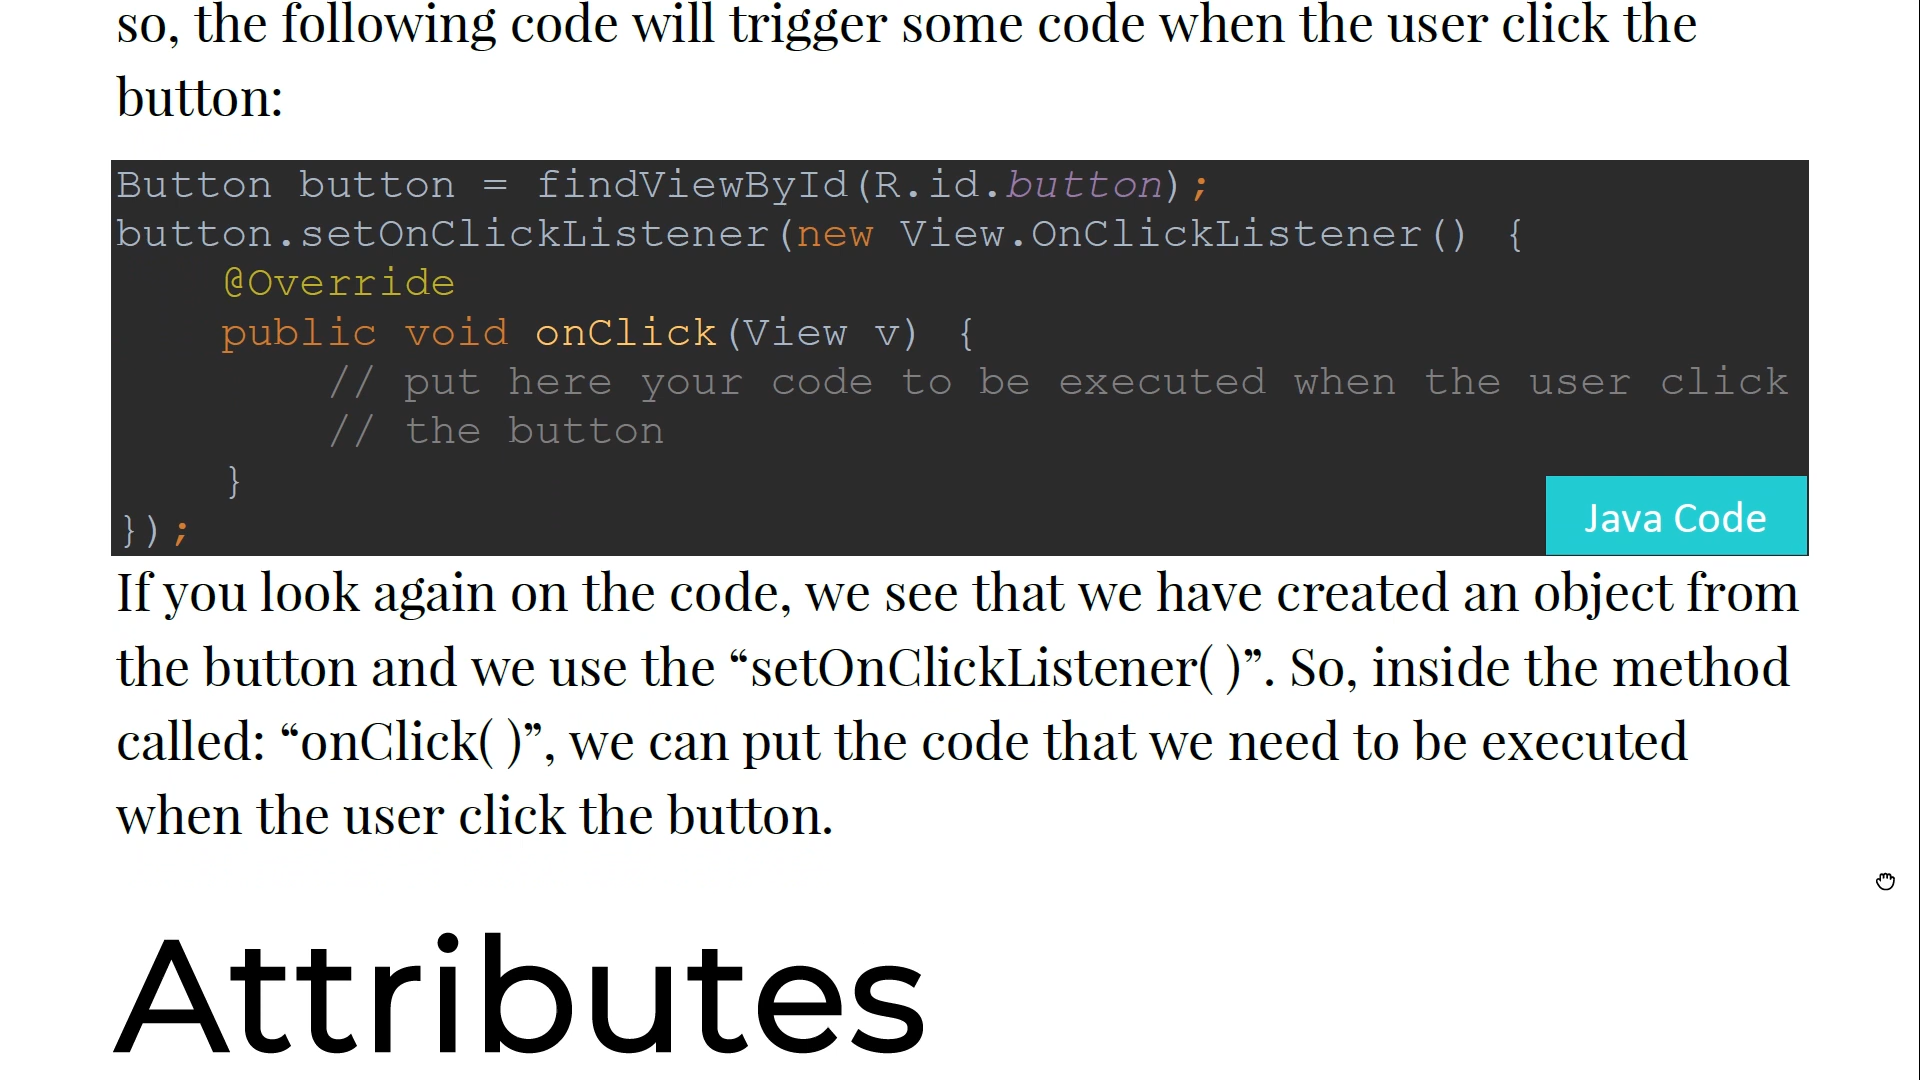 so, the following code will trigger some code when the user click the
button:
Button button = findViewById(R.id.button);
button.setOnClickListener(new View.OnClickListener() {
    @Override
    public void onClick(View v) {
        // put here your code to be executed when the user click
        // the button
    }
});
Java Code
If you look again on the code, we see that we have created an object from
the button and we use the “setOnClickListener( )”. So, inside the method
called: “onClick( )”, we can put the code that we need to be executed
when the user click the button.
Attributes